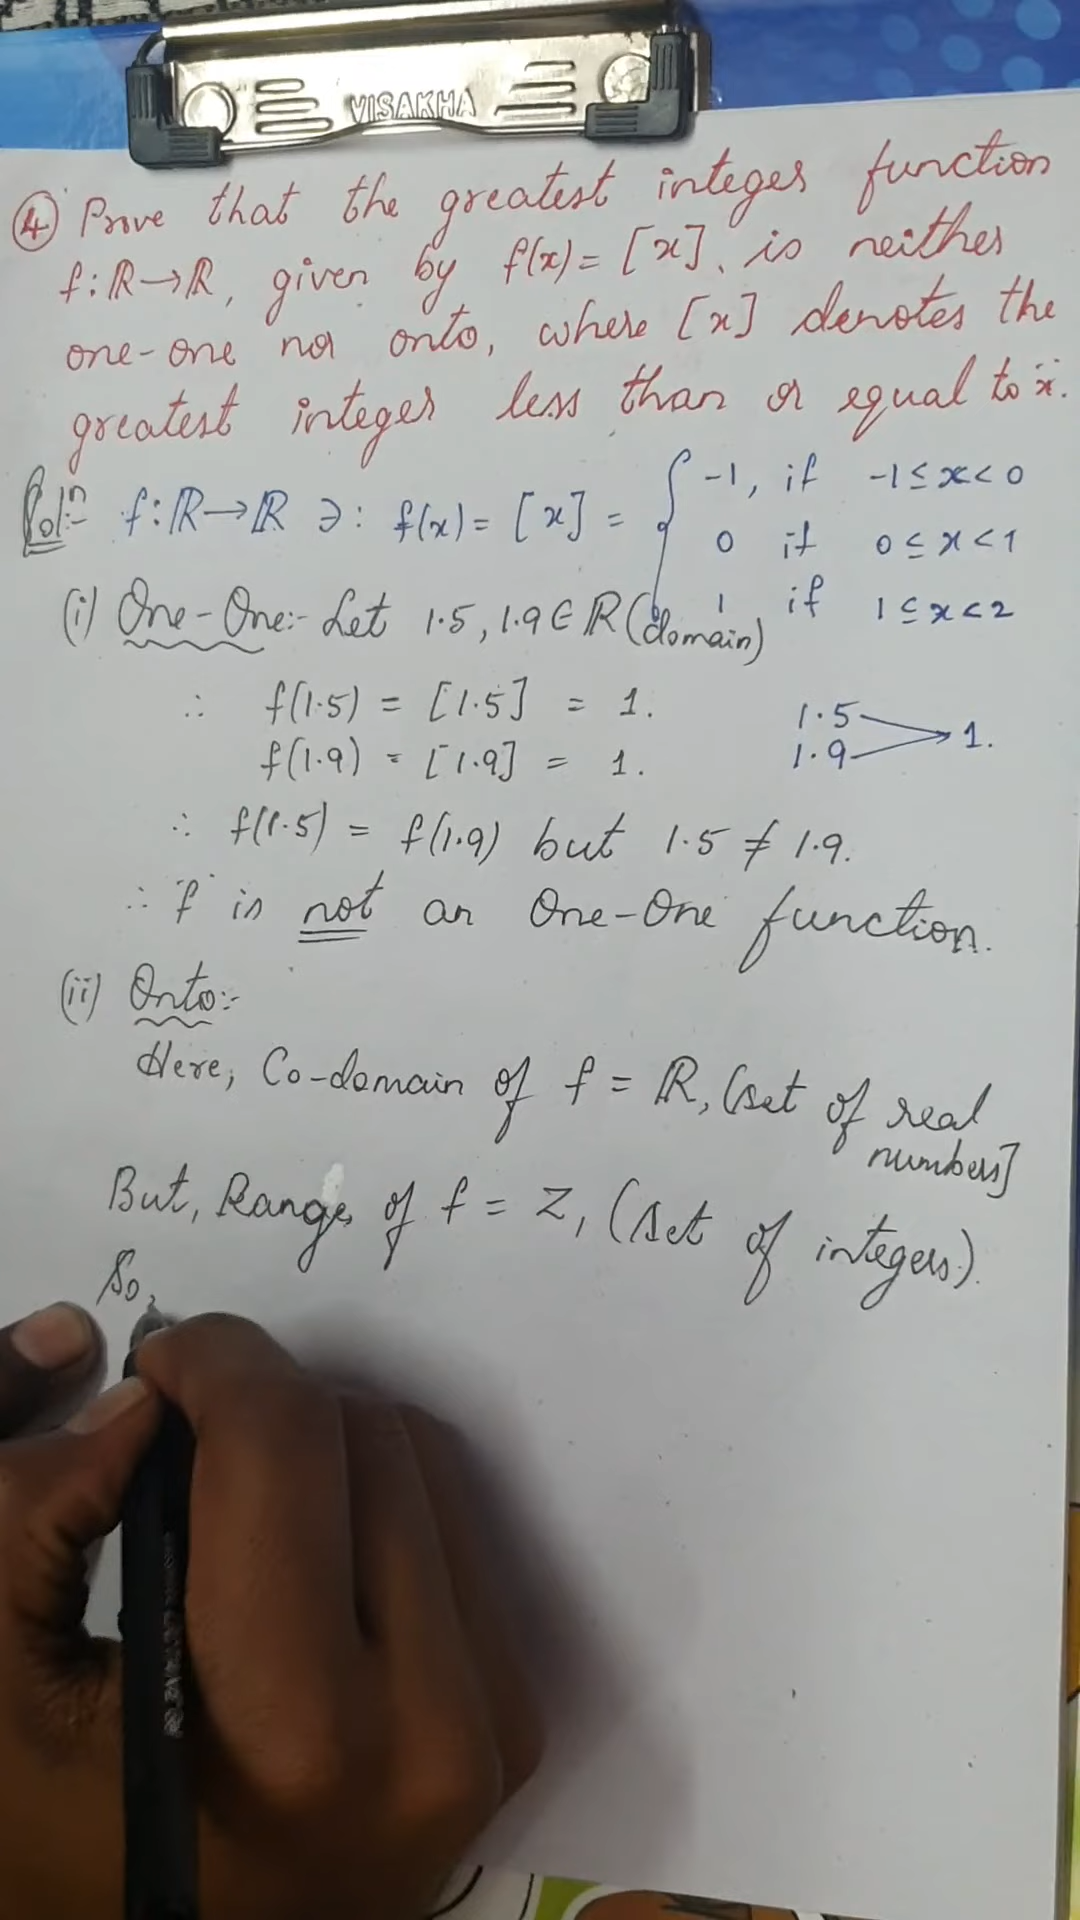 VISAKHA
④ Prove that the greatest integer function
f:ℝ→ℝ, given by f(x)=[x], is neither
one-one nor onto, where [x] denotes the
greatest integer less than or equal to 'x'.
Solⁿ:- f:ℝ→ℝ ∋: f(x)=[x]= { -1, if -1≤x<0
0 if 0≤x<1
1 if 1≤x<2
(i) One-One:- Let 1.5, 1.9∈ℝ(domain)
∴ f(1.5) = [1.5] = 1.
f(1.9) = [1.9] = 1.
1.5
1.9 → 1.
∴ f(1.5) = f(1.9) but 1.5 ≠ 1.9.
∴ 'f' is not an One-One function.
(ii) Onto:-
Here, Co-domain of f = ℝ, (set of real
numbers]
But, Range of f = Z, (set of integers).
So,